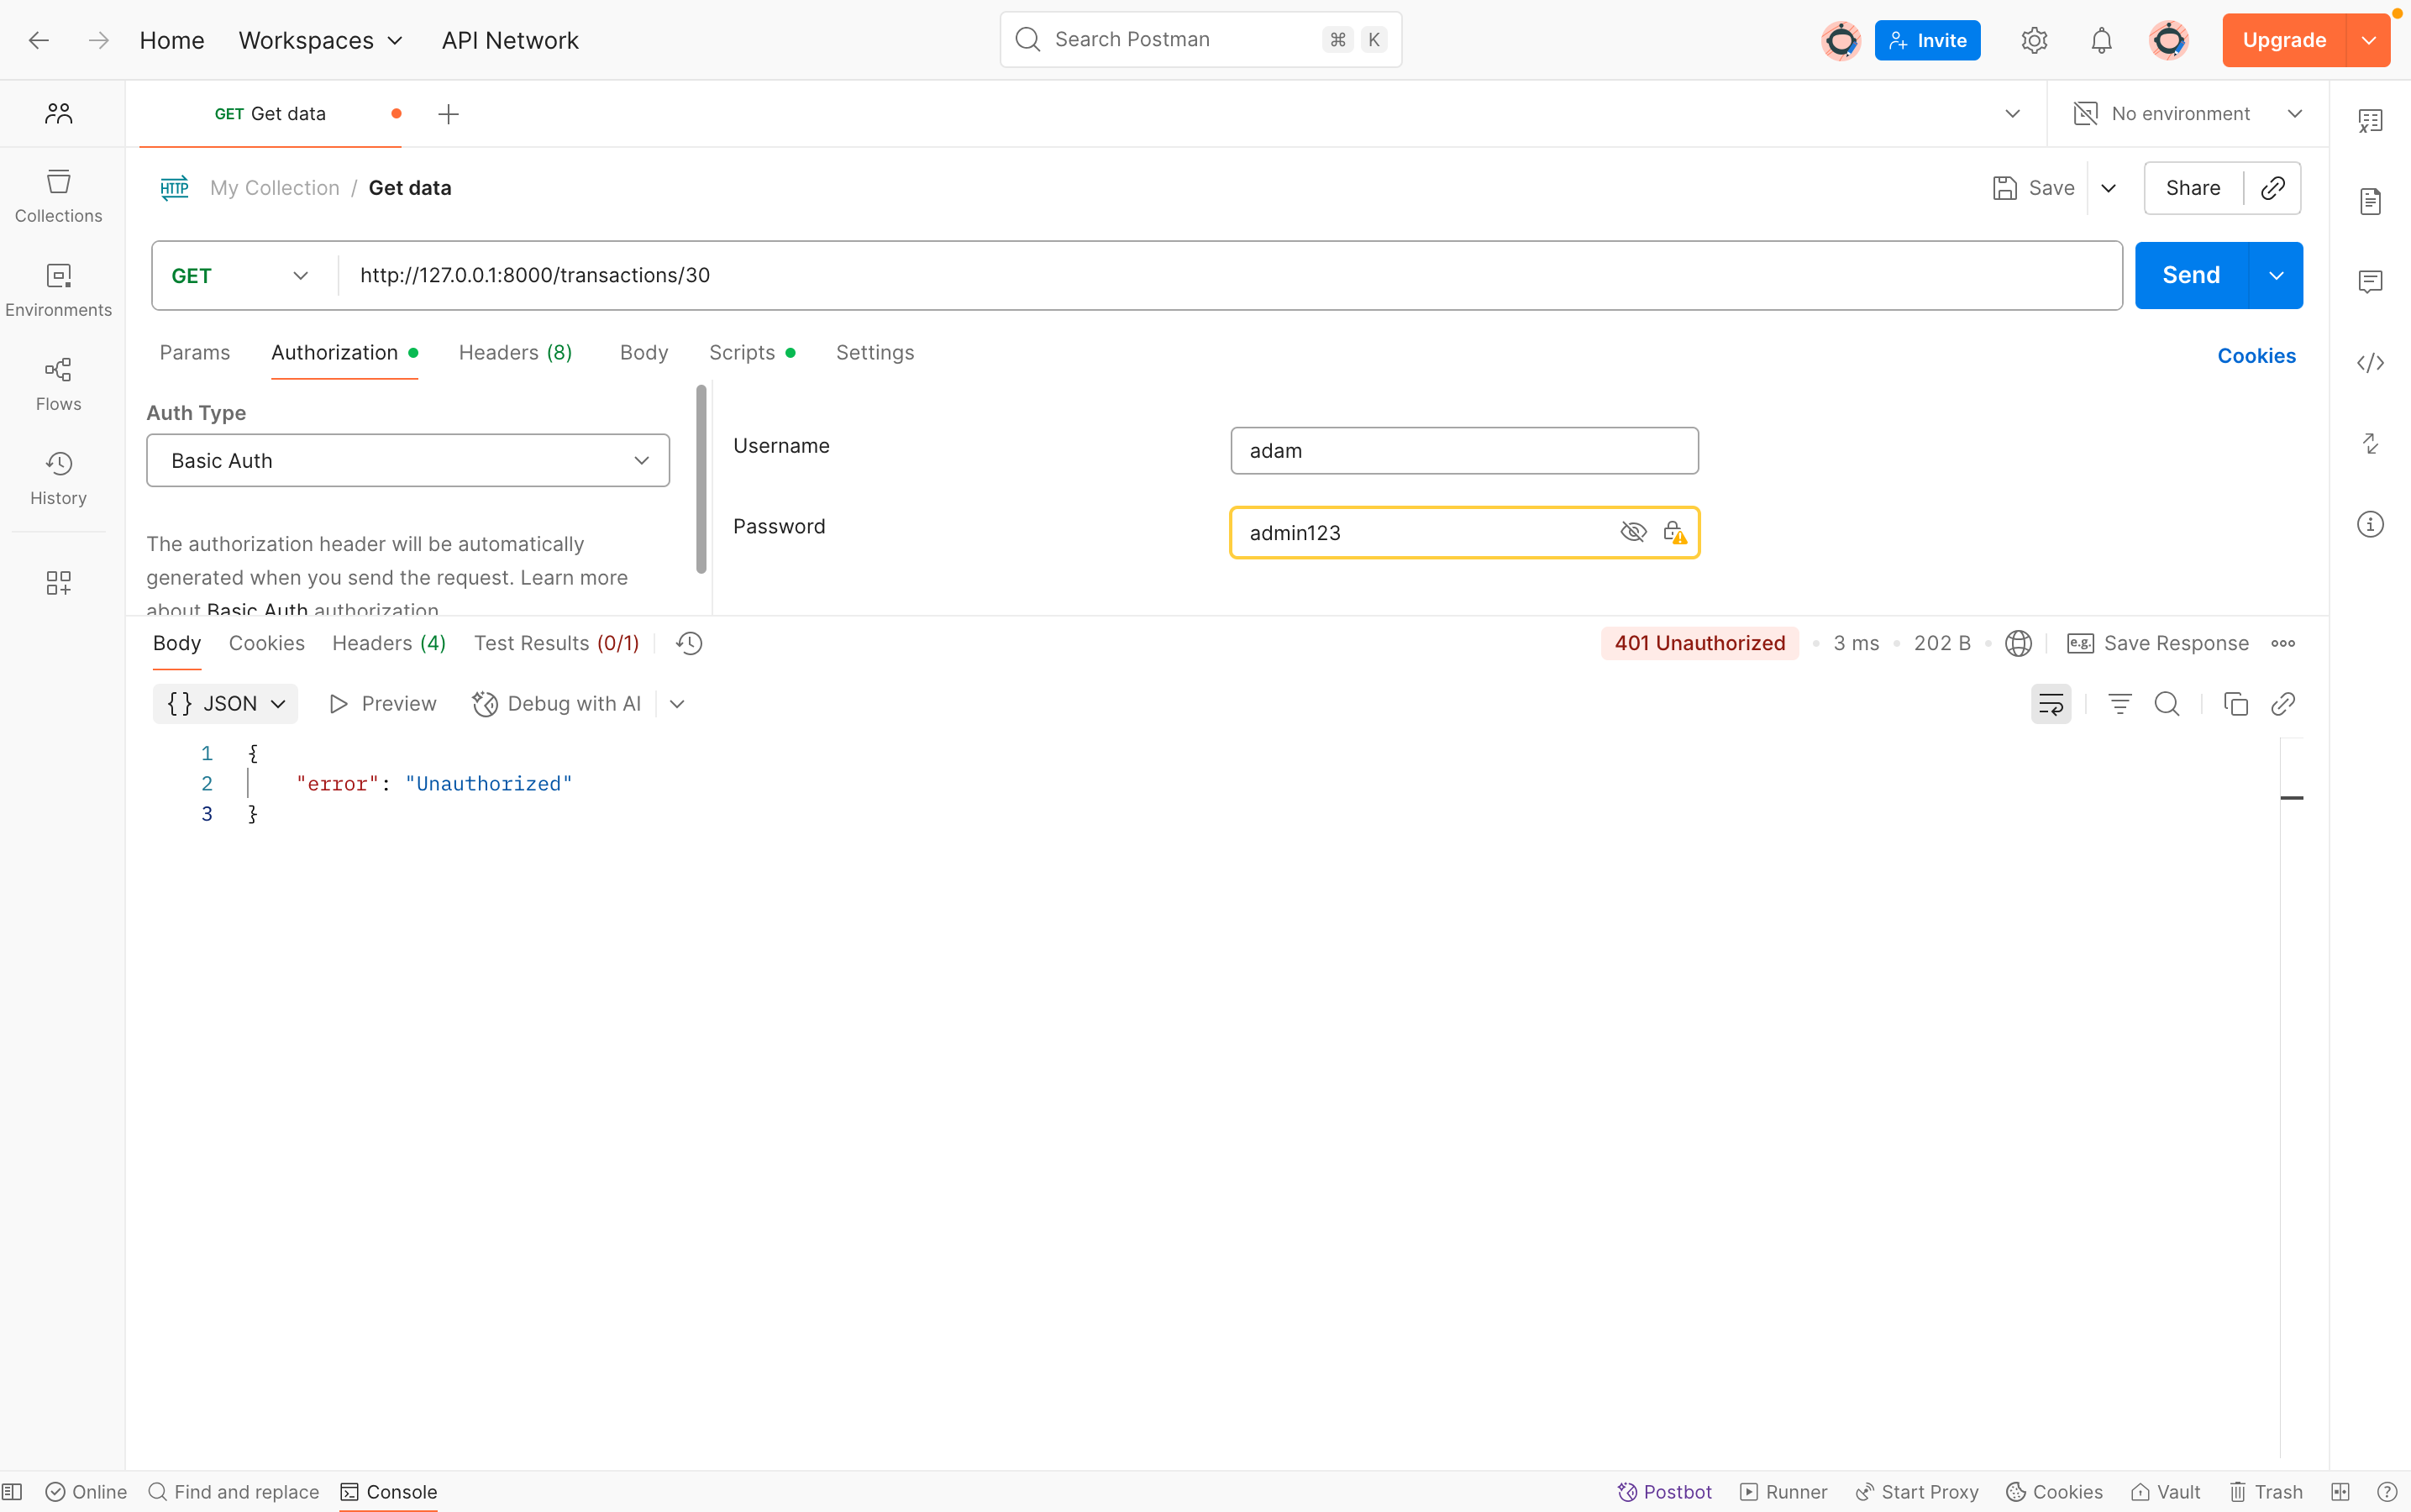 Home Workspaces API Network Search Postman ⌘ K Invite Upgrade
GET Get data No environment
HTTP My Collection / Get data Save Share
GET http://127.0.0.1:8000/transactions/30 Send
Params Authorization Headers (8) Body Scripts Settings Cookies
Collections
Environments
Flows
History
Auth Type
Basic Auth
The authorization header will be automatically
generated when you send the request. Learn more
about Basic Auth authorization.
Username adam
Password admin123
Body Cookies Headers (4) Test Results (0/1) 401 Unauthorized • 3 ms • 202 B • e.g. Save Response
{} JSON Preview Debug with AI
1 {
2 "error": "Unauthorized"
3 }
Online Find and replace Console Postbot Runner Start Proxy Cookies Vault Trash